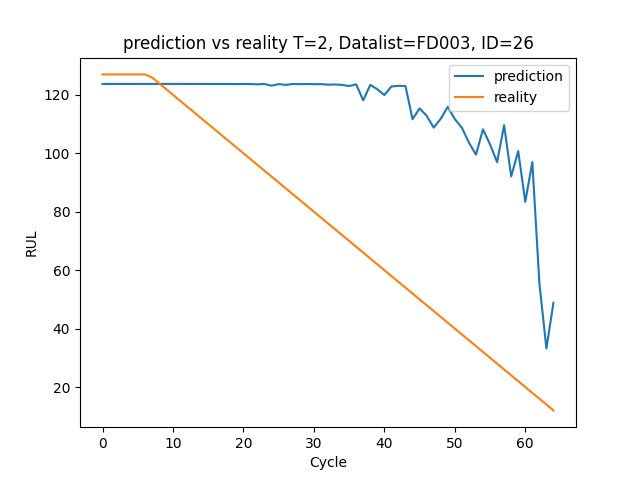 prediction vs reality T=2, Datalist=FD003, ID=26
prediction
reality
120
100
80
60
40
20
RUL
0 10 20 30 40 50 60
Cycle